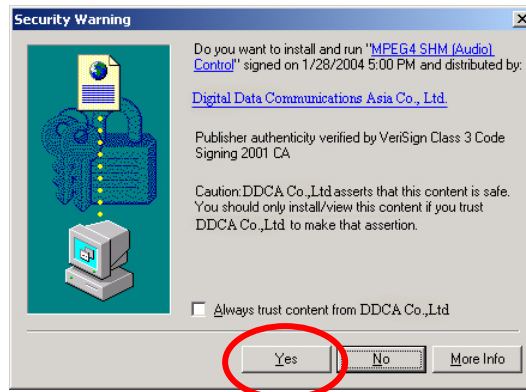 Security Warning
Do you want to install and run "MPEG4 SHM (Audio)
Control" signed on 1/28/2004 5:00 PM and distributed by:
Digital Data Communications Asia Co., Ltd.
Publisher authenticity verified by VeriSign Class 3 Code
Signing 2001 CA
Caution:DDCA Co.,Ltd asserts that this content is safe.
You should only install/view this content if you trust
DDCA Co.,Ltd to make that assertion.
Always trust content from DDCA Co.,Ltd
Yes No More Info